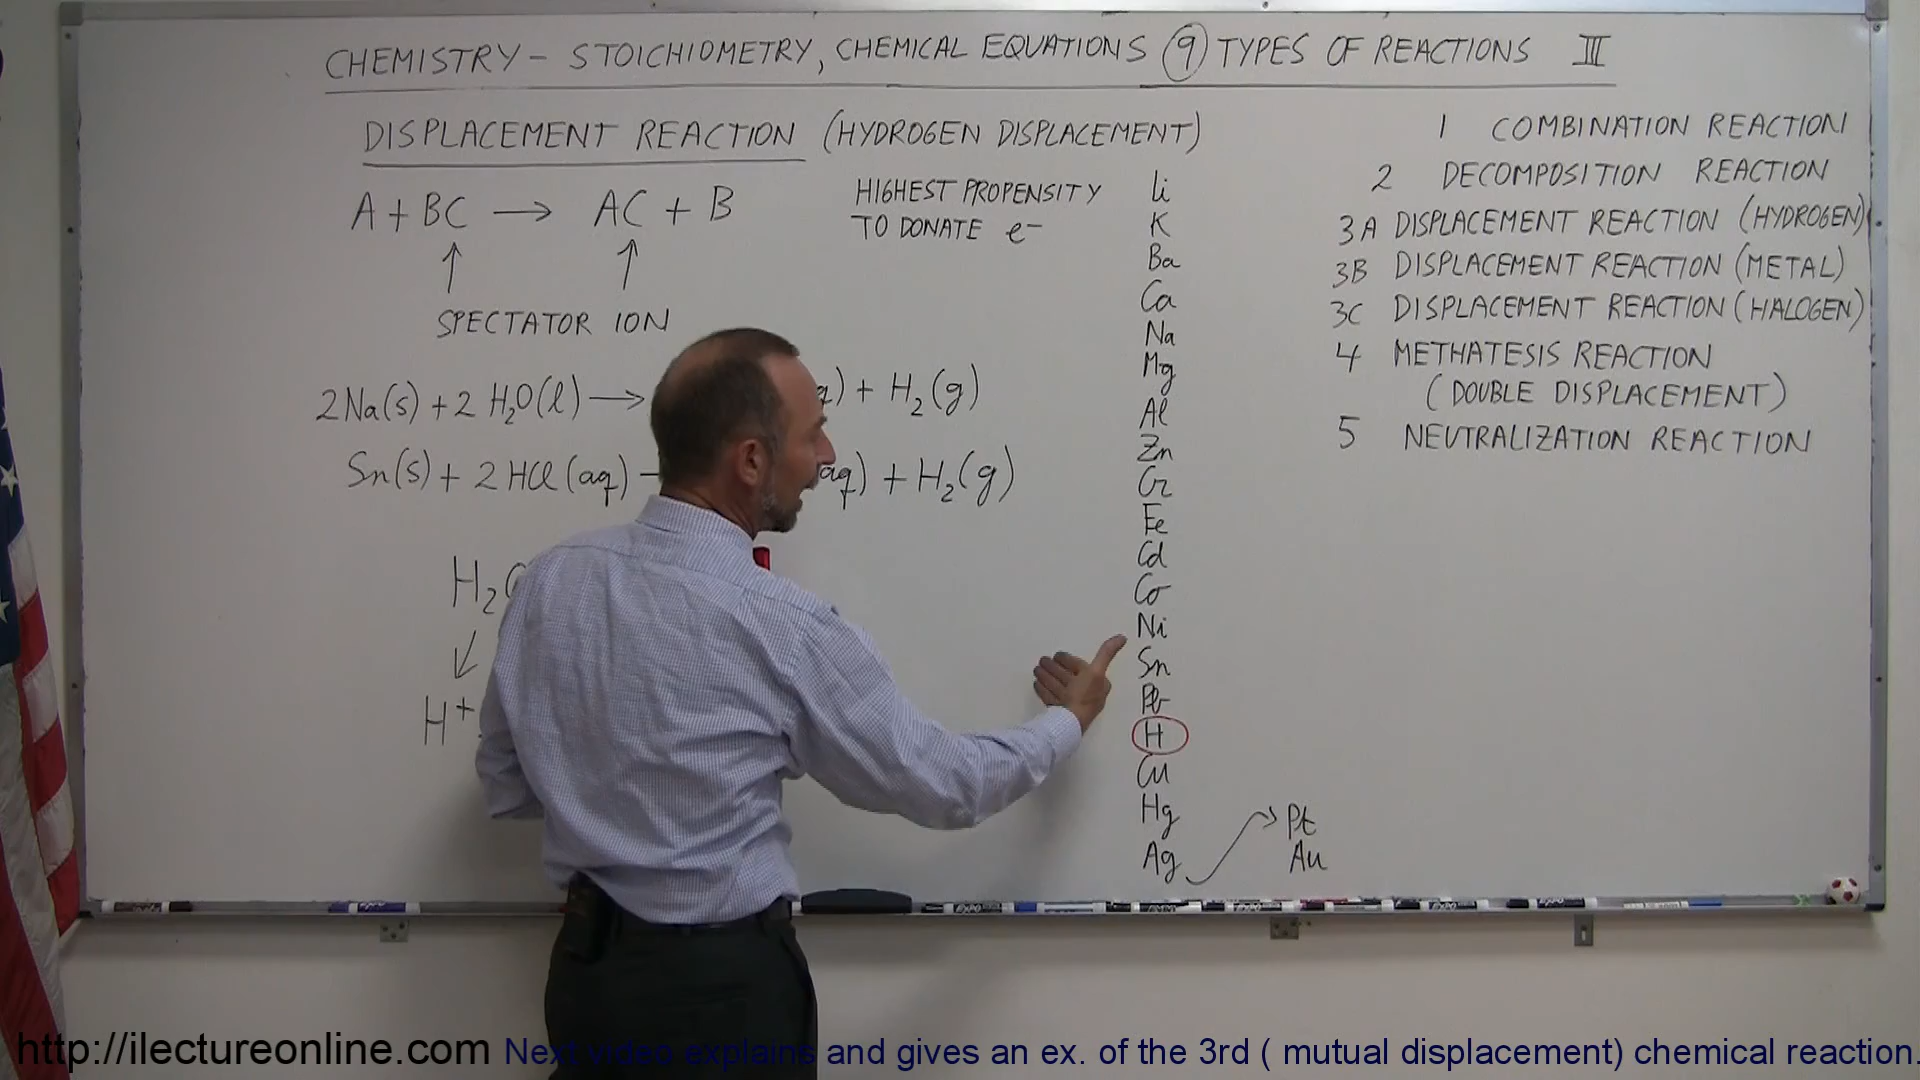 CHEMISTRY - STOICHIOMETRY, CHEMICAL EQUATIONS 9 TYPES OF REACTIONS III
DISPLACEMENT REACTION (HYDROGEN DISPLACEMENT)
A + BC → AC + B
↑ ↑
SPECTATOR ION
HIGHEST PROPENSITY
TO DONATE e-
2Na(s) + 2 H2O(l) → q) + H2(g)
Sn(s) + 2 HCl (aq) aq) + H2(g)
H2
↙
H+
Li
K
Ba
Ca
Na
Mg
Al
Zn
Cr
Fe
Cd
Co
Ni
Sn
Pb
H
Cu
Hg
Ag → Pt
Au
1 COMBINATION REACTION
2 DECOMPOSITION REACTION
3A DISPLACEMENT REACTION (HYDROGEN)
3B DISPLACEMENT REACTION (METAL)
3C DISPLACEMENT REACTION (HALOGEN)
4 METHATESIS REACTION
(DOUBLE DISPLACEMENT)
5 NEUTRALIZATION REACTION
http://ilectureonline.com Next video explains and gives an ex. of the 3rd ( mutual displacement) chemical reaction.